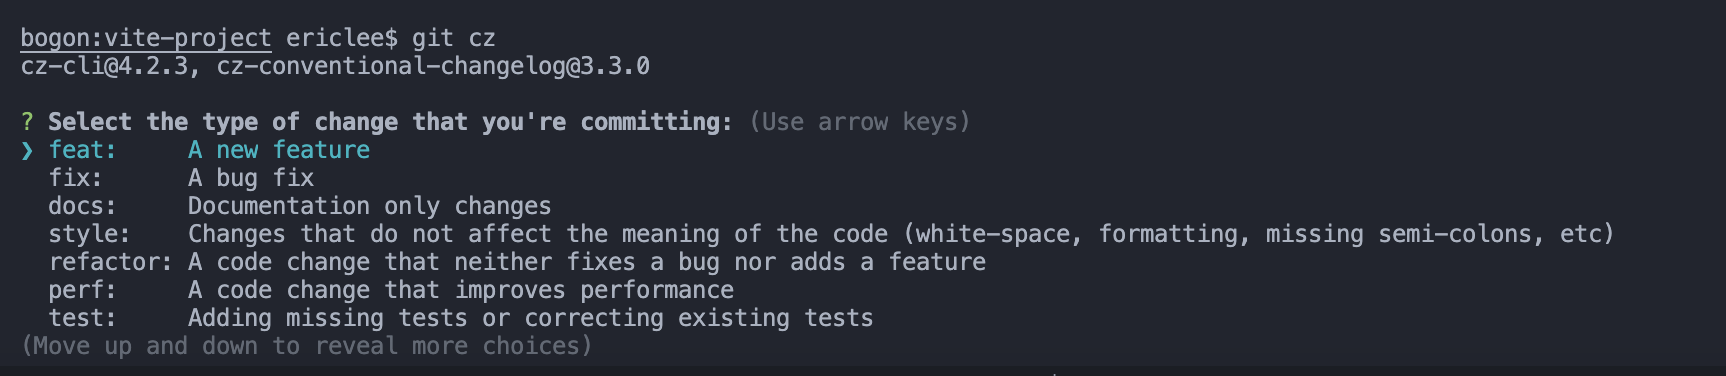 bogon:vite-project ericlee$ git cz
cz-cli@4.2.3, cz-conventional-changelog@3.3.0
? Select the type of change that you're committing: (Use arrow keys)
❯ feat:     A new feature
  fix:      A bug fix
  docs:     Documentation only changes
  style:    Changes that do not affect the meaning of the code (white-space, formatting, missing semi-colons, etc)
  refactor: A code change that neither fixes a bug nor adds a feature
  perf:     A code change that improves performance
  test:     Adding missing tests or correcting existing tests
(Move up and down to reveal more choices)